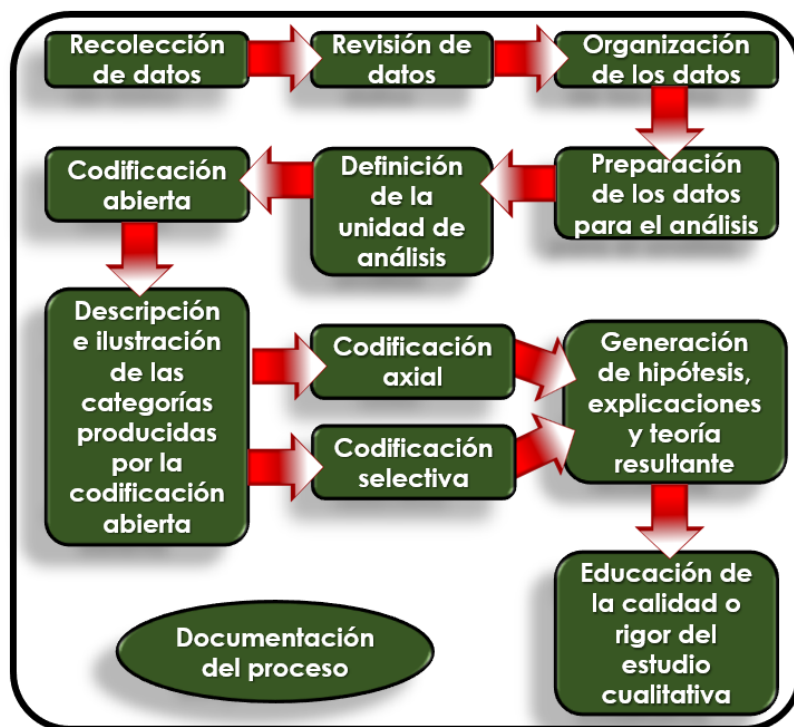 Recolección
de datos
Revisión de
datos
Organización
de los datos
Codificación
abierta
Definición
de la
unidad de
análisis
Preparación
de los datos
para el análisis
Descripción
e ilustración
de las
categorías
producidas
por la
codificación
abierta
Codificación
axial
Codificación
selectiva
Generación
de hipótesis,
explicaciones
y teoría
resultante
Documentación
del proceso
Educación de
la calidad o
rigor del
estudio
cualitativa